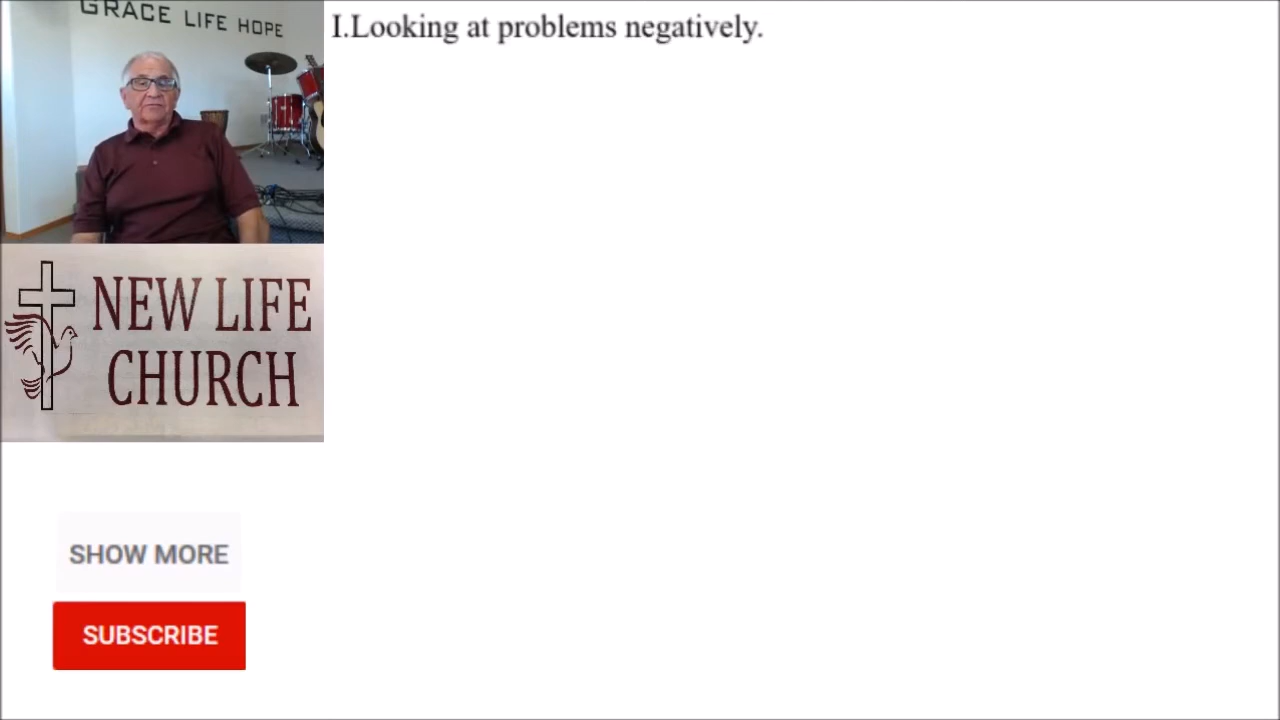 GRACE LIFE HOPE
I.Looking at problems negatively.
NEW LIFE
CHURCH
SHOW MORE
SUBSCRIBE